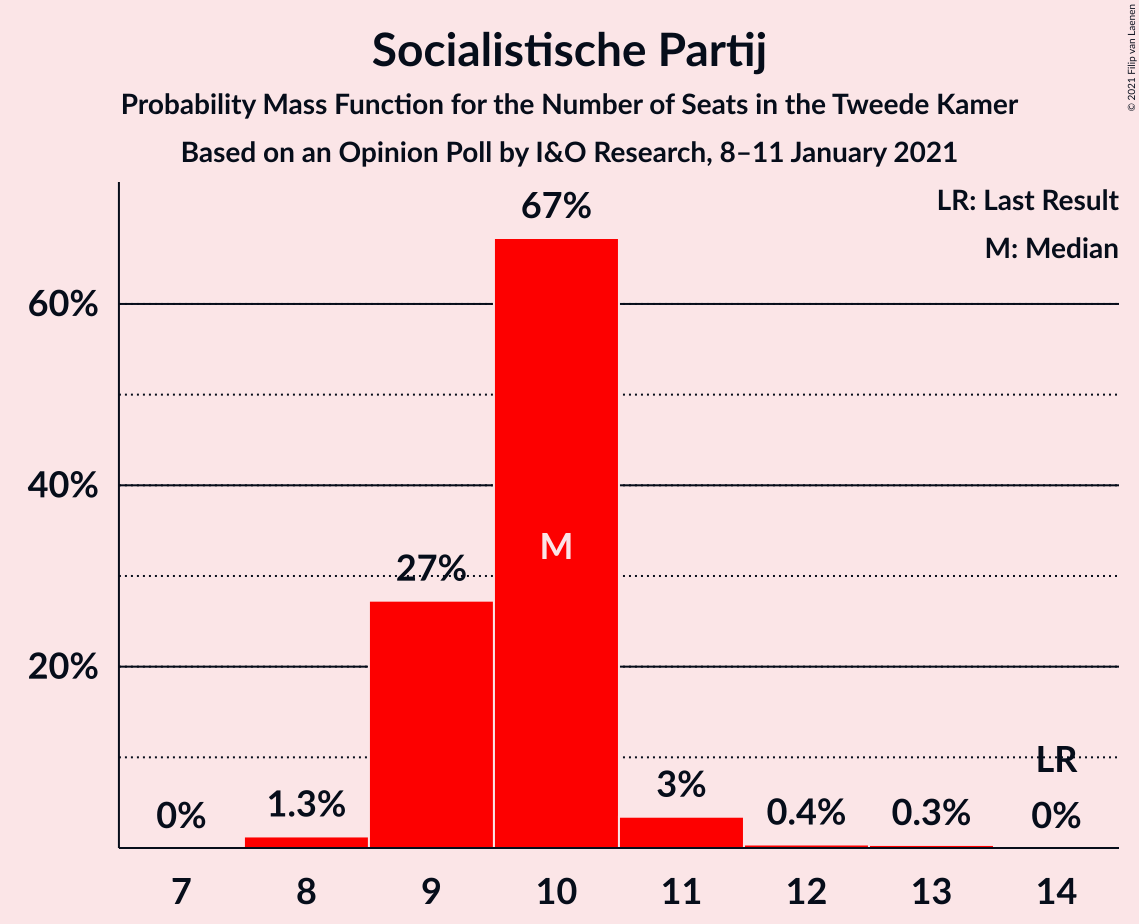 Socialistische Partij
Probability Mass Function for the Number of Seats in the Tweede Kamer
Based on an Opinion Poll by I&O Research, 8–11 January 2021
© 2021 Filip van Laenen
LR: Last Result
M: Median
67%
60%
40%
M
27%
20%
LR
0%
1.3%
3%
0.4%
0.3%
0%
7
8
9
10
11
12
13
14